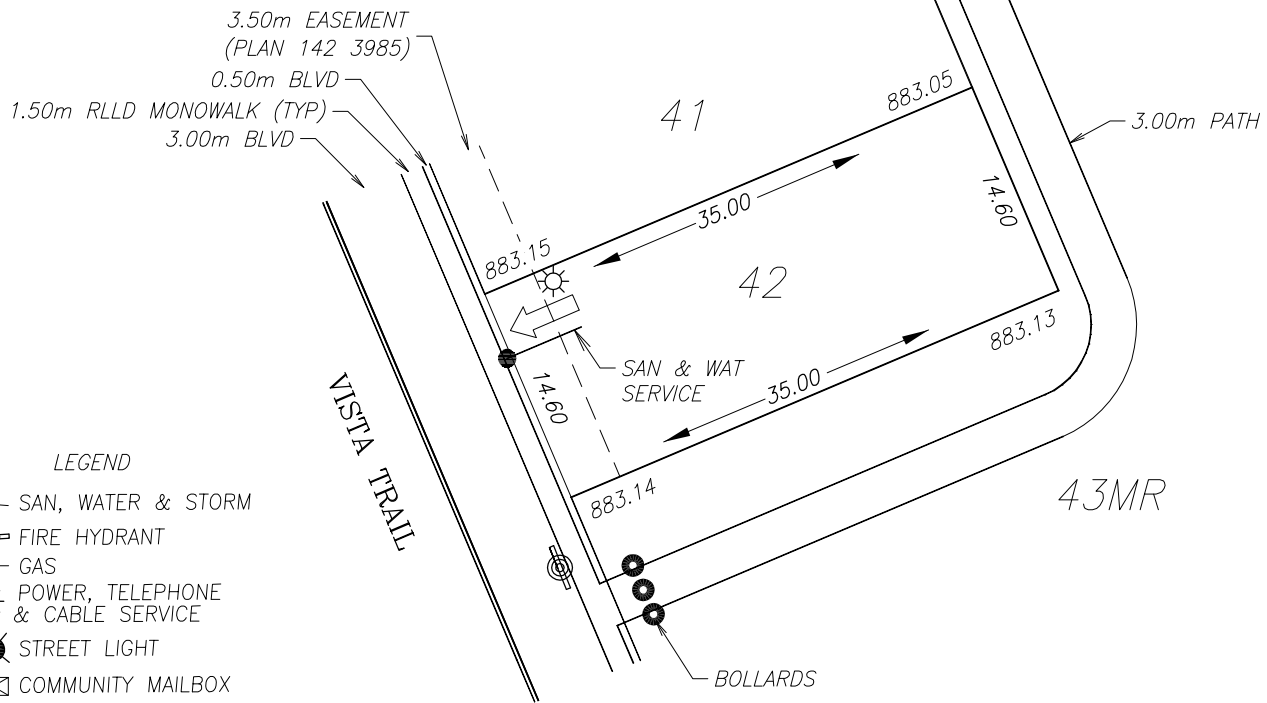 3.50m EASEMENT
(PLAN 142 3985)
0.50m BLVD
1.50m RLLD MONOWALK (TYP)
3.00m BLVD
41
883.05
3.00m PATH
35.00
14.60
883.15
42
883.13
SAN & WAT
SERVICE
14.60
35.00
VISTA TRAIL
883.14
43MR
LEGEND
SAN, WATER & STORM
FIRE HYDRANT
GAS
POWER, TELEPHONE
& CABLE SERVICE
STREET LIGHT
COMMUNITY MAILBOX
BOLLARDS